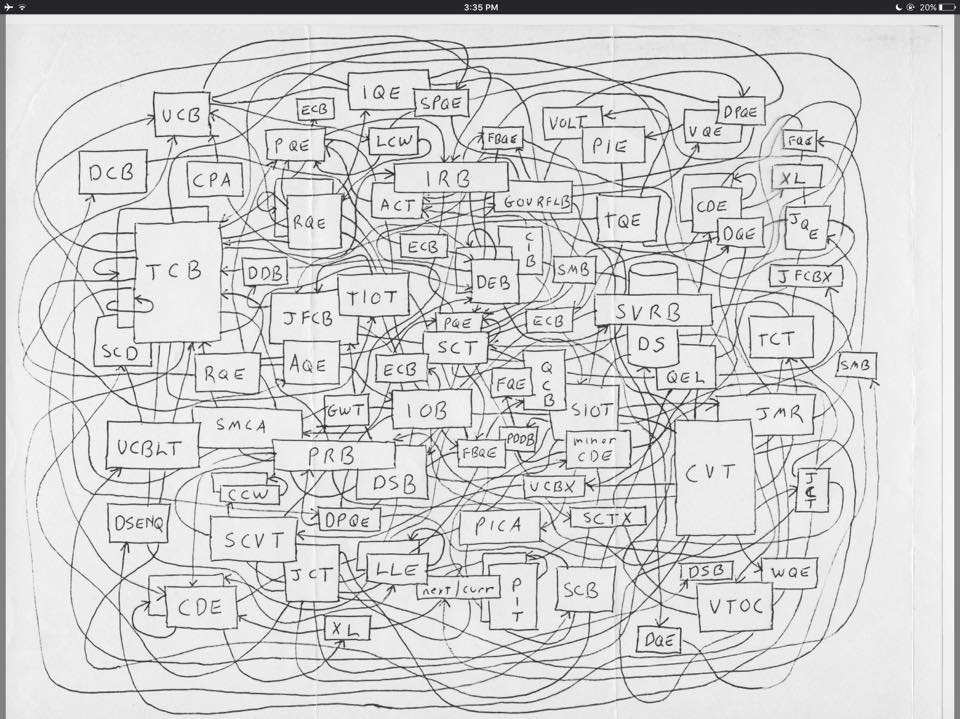 3:35 PM
20%
IQE
SPQE
ECB
UCB
DPQE
VOLT
VQE
PQE
LCW
FBQE
PIE
FQE
DCB
CPA
IRB
XL
ACT
GOVRFLB
RQE
TQE
CDE
DQE
JQE
ECB
CIB
TCB
DDB
DEB
SMB
JFCBX
TIOT
JFCB
SVRB
PQE
ECB
TCT
SCD
SCT
DS
AQE
RQE
ECB
FQE
QCB
QEL
SMB
GWT
IOB
SIOT
JMR
SMCA
UCBLT
PRB
FBQE
PDDB
minor
CDE
CVT
DSB
UCBX
JCT
CCW
DPQE
DSENQ
SCVT
PICA
SCTX
JCT
LLE
DSB
WQE
next/curr
PIT
SCB
CDE
VTOC
XL
DQE